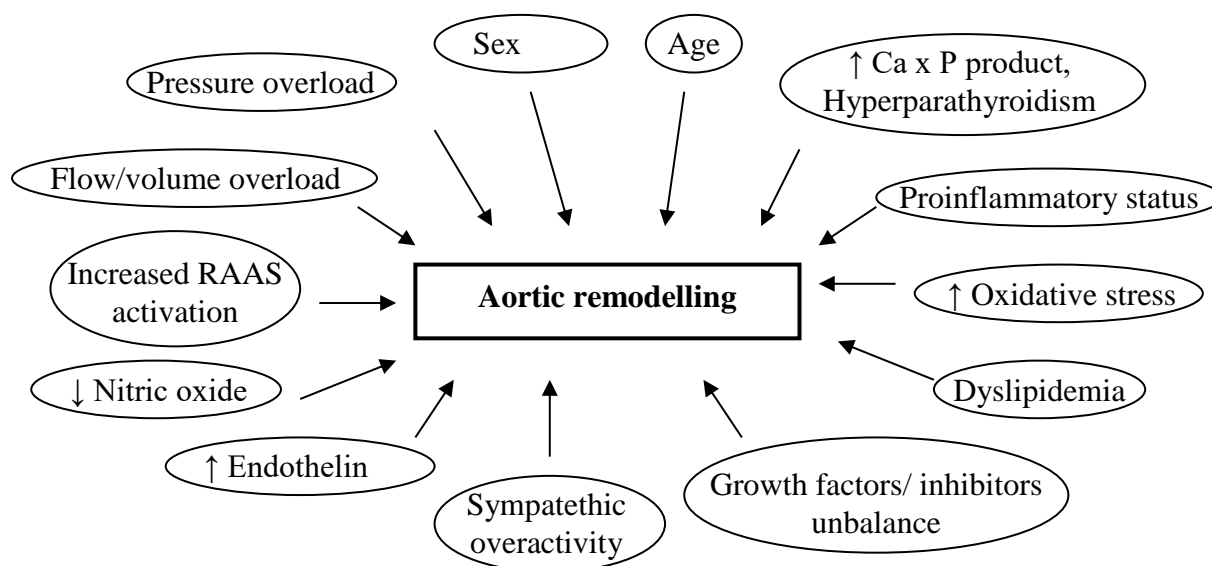 Sex
Age
↑ Ca x P product,
Hyperparathyroidism
Pressure overload
Flow/volume overload
Proinflammatory status
Increased RAAS
activation
Aortic remodelling
↑ Oxidative stress
↓ Nitric oxide
Dyslipidemia
↑ Endothelin
Sympatethic
overactivity
Growth factors/ inhibitors
unbalance